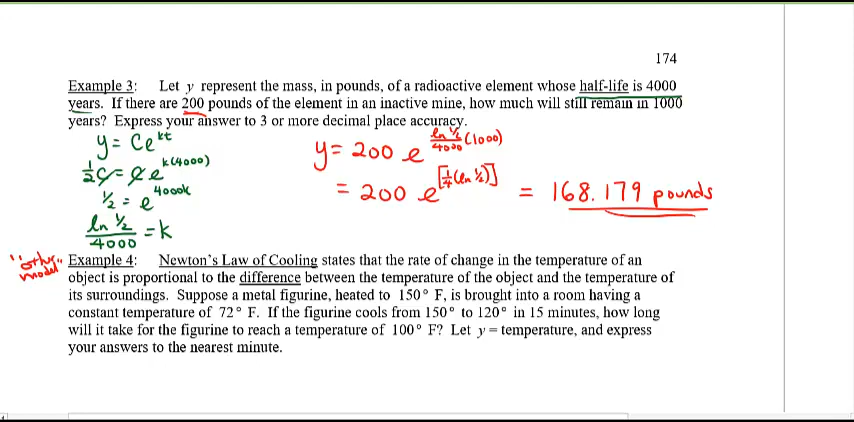 174
Example 3: Let y represent the mass, in pounds, of a radioactive element whose half-life is 4000
years. If there are 200 pounds of the element in an inactive mine, how much will still remain in 1000
years? Express your answer to 3 or more decimal place accuracy.
y = Ce^kt
½C = Ce^k(4000)
½ = e^4000k
ln ½ / 4000 = k
y = 200 e^(ln ½ / 4000)(1000)
= 200 e^[¼(ln ½)] = 168.179 pounds
"other" model
Example 4: Newton's Law of Cooling states that the rate of change in the temperature of an
object is proportional to the difference between the temperature of the object and the temperature of
its surroundings. Suppose a metal figurine, heated to 150° F, is brought into a room having a
constant temperature of 72° F. If the figurine cools from 150° to 120° in 15 minutes, how long
will it take for the figurine to reach a temperature of 100° F? Let y = temperature, and express
your answers to the nearest minute.